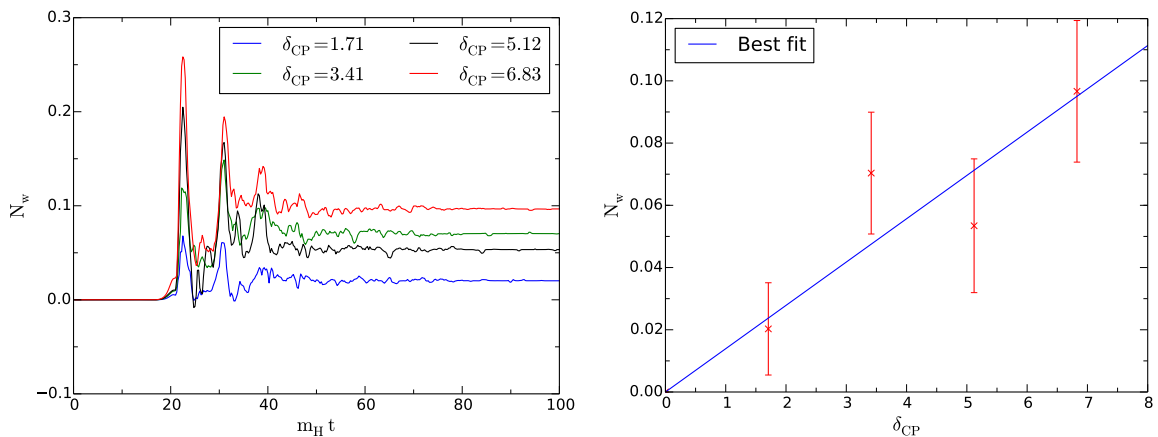 0.3
0.2
0.1
0.0
−0.1
N_w
0 20 40 60 80 100
m_H t
δ_CP=1.71 δ_CP=5.12
δ_CP=3.41 δ_CP=6.83
0.12
0.10
0.08
0.06
0.04
0.02
0.00
N_w
0 1 2 3 4 5 6 7 8
δ_CP
Best fit